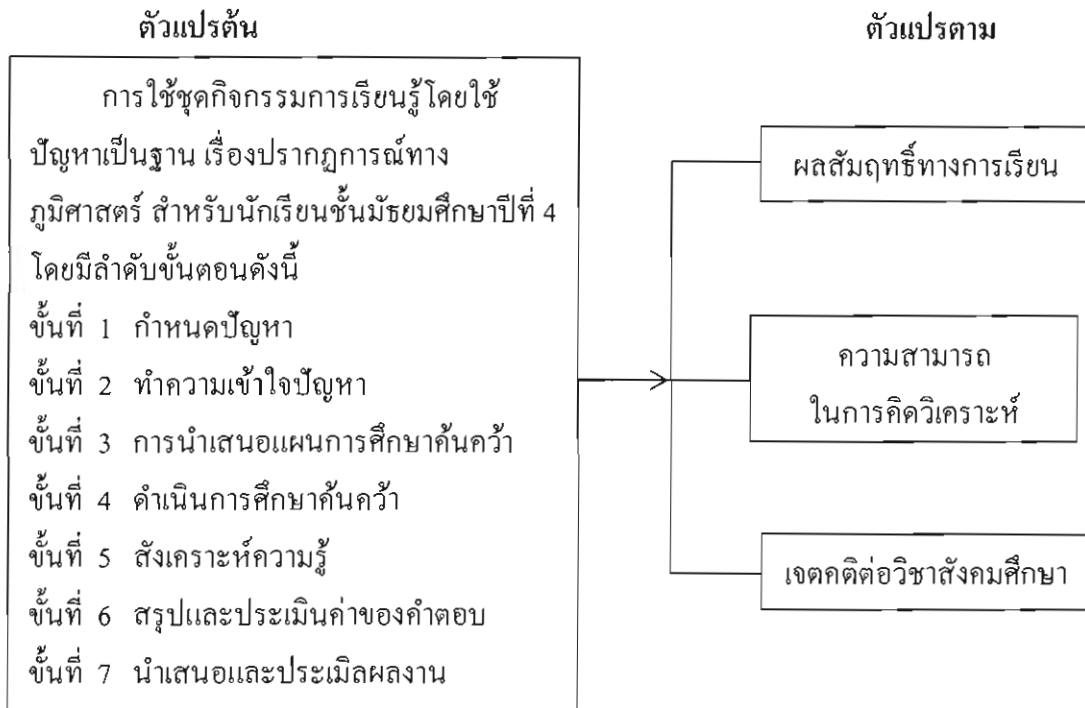 ตัวแปรต้น
การใช้ชุดกิจกรรมการเรียนรู้โดยใช้
ปัญหาเป็นฐาน เรื่องปรากฏการณ์ทาง
ภูมิศาสตร์ สำหรับนักเรียนชั้นมัธยมศึกษาปีที่ 4
โดยมีลำดับขั้นตอนดังนี้
ขั้นที่ 1 กำหนดปัญหา
ขั้นที่ 2 ทำความเข้าใจปัญหา
ขั้นที่ 3 การนำเสนอแผนการศึกษาค้นคว้า
ขั้นที่ 4 ดำเนินการศึกษาค้นคว้า
ขั้นที่ 5 สังเคราะห์ความรู้
ขั้นที่ 6 สรุปและประเมินค่าของคำตอบ
ขั้นที่ 7 นำเสนอและประเมิลผลงาน
ตัวแปรตาม
ผลสัมฤทธิ์ทางการเรียน
ความสามารถ
ในการคิดวิเคราะห์
เจตคติต่อวิชาสังคมศึกษา